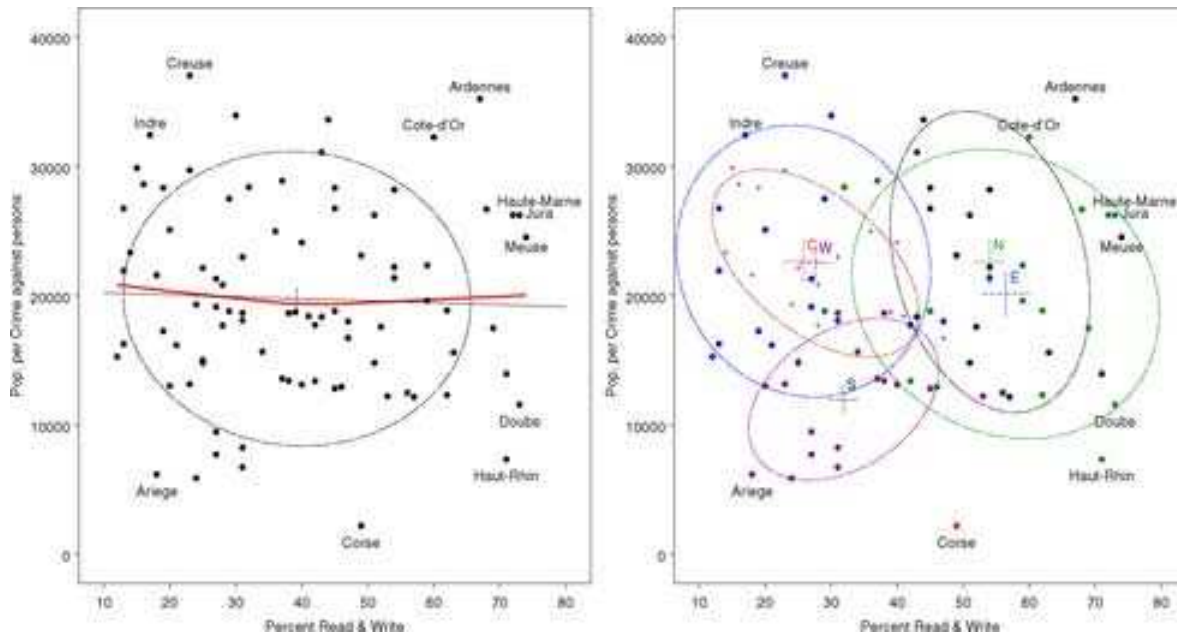 40000
30000
20000
10000
0
Pop. per Crime against persons
10 20 30 40 50 60 70 80
Percent Read & Write
Creuse
Indre
Ardennes
Cote-d'Or
Haute-Marne
Jura
Meuse
Doubs
Haut-Rhin
Ariege
Corse
40000
30000
20000
10000
0
Pop. per Crime against persons
10 20 30 40 50 60 70 80
Percent Read & Write
Creuse
Indre
Ardennes
Cote-d'Or
Haute-Marne
Jura
Meuse
C W
N
E
S
Doubs
Haut-Rhin
Ariege
Corse